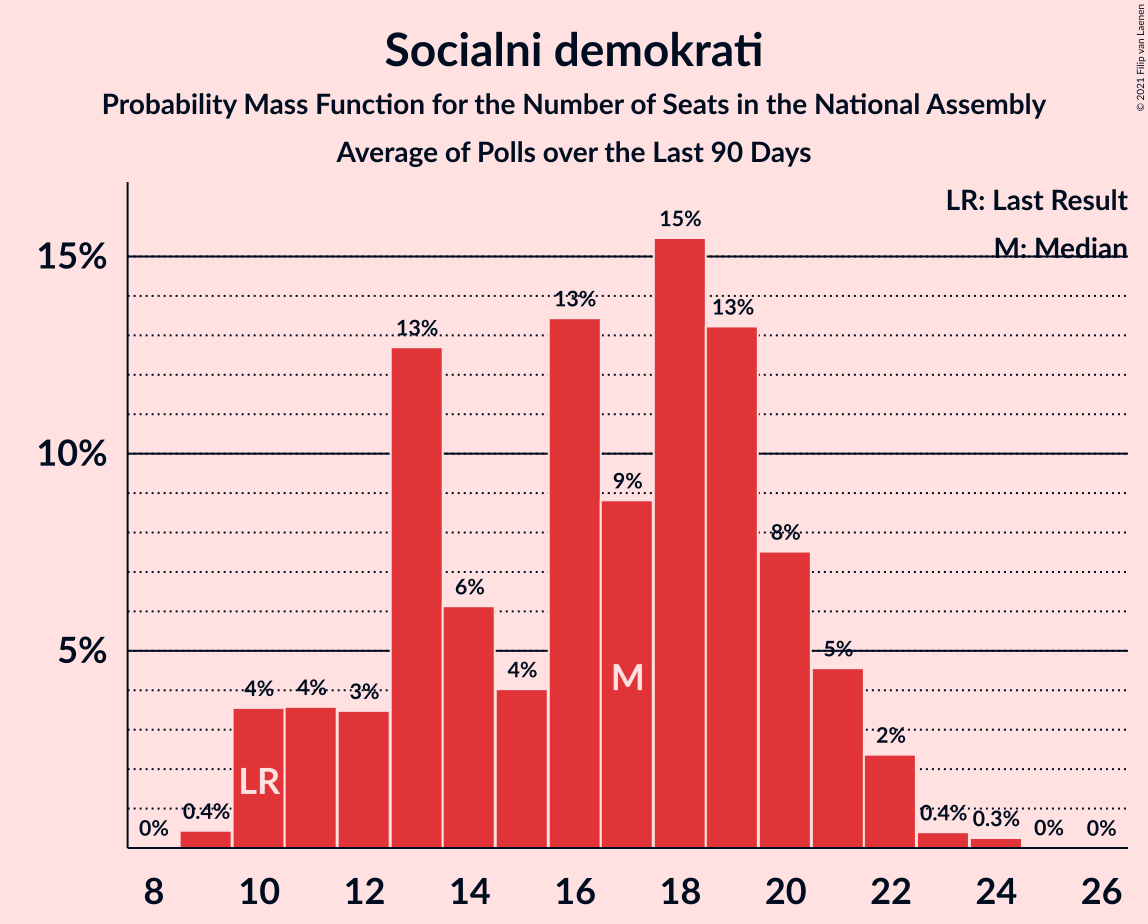 Socialni demokrati
Probability Mass Function for the Number of Seats in the National Assembly
Average of Polls over the Last 90 Days
© 2021 Filip van Laenen
LR: Last Result
M: Median
15%
10%
5%
0%
0.4%
4%
4%
3%
13%
6%
4%
13%
9%
15%
13%
8%
5%
2%
0.4%
0.3%
0%
0%
LR
M
8 10 12 14 16 18 20 22 24 26